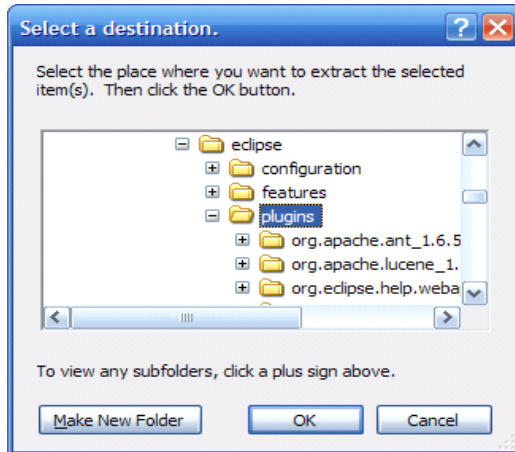 Select a destination.
Select the place where you want to extract the selected
item(s). Then click the OK button.
eclipse
configuration
features
plugins
org.apache.ant_1.6.5
org.apache.lucene_1.
org.eclipse.help.weba
To view any subfolders, click a plus sign above.
Make New Folder OK Cancel